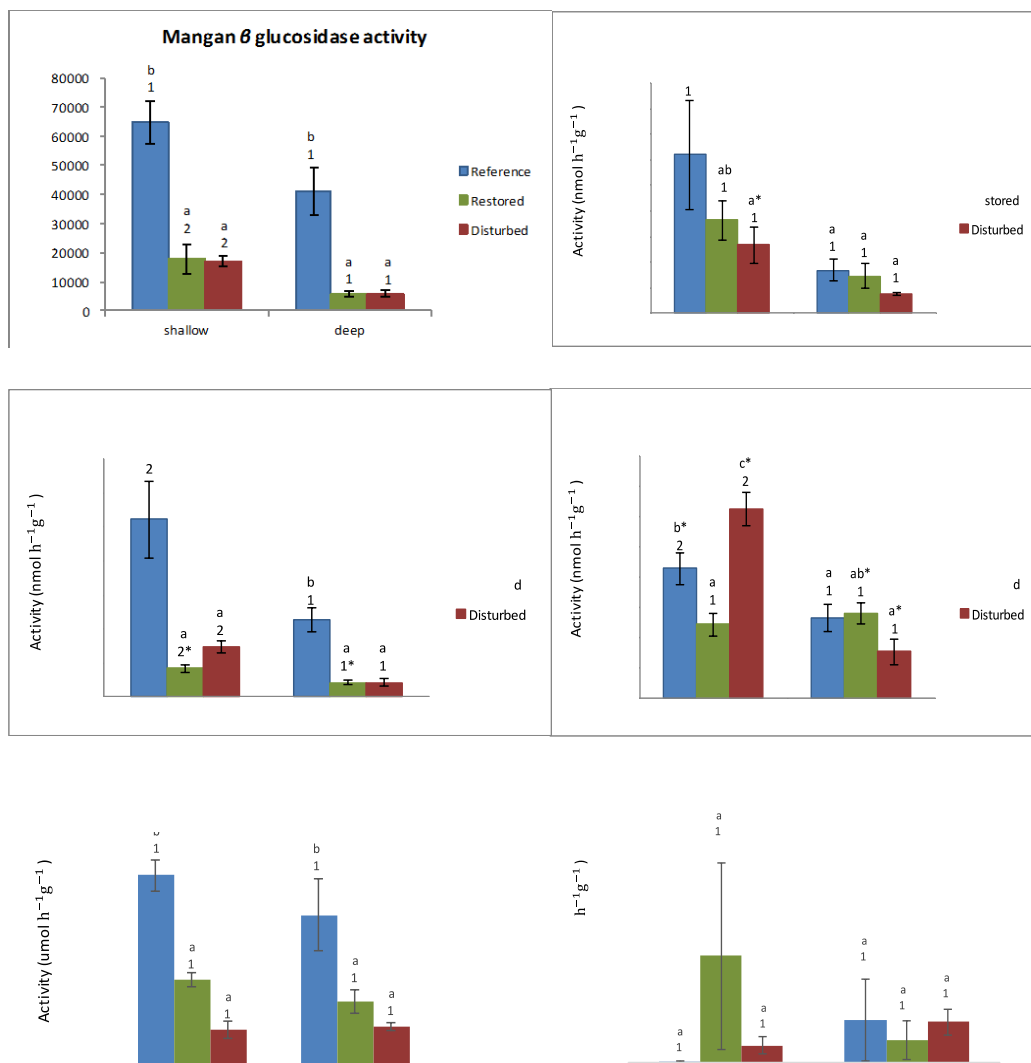 Mangan β glucosidase activity
b
1
b
1
a
2
a
2
a
1
a
1
80000
70000
60000
50000
40000
30000
20000
10000
0
shallow
deep
Reference
Restored
Disturbed
Activity (nmol h⁻¹g⁻¹)
1
ab
1
a*
1
a
1
a
1
a
1
stored
Disturbed
Activity (nmol h⁻¹g⁻¹)
2
a
2*
a
2
b
1
a
1*
a
1
d
Disturbed
Activity (nmol h⁻¹g⁻¹)
b*
2
a
1
c*
2
a
1
ab*
1
a*
1
d
Disturbed
Activity (umol h⁻¹g⁻¹)
1
a
1
a
1
b
1
a
1
a
1
h⁻¹g⁻¹)
a
1
a
1
a
1
a
1
a
1
a
1